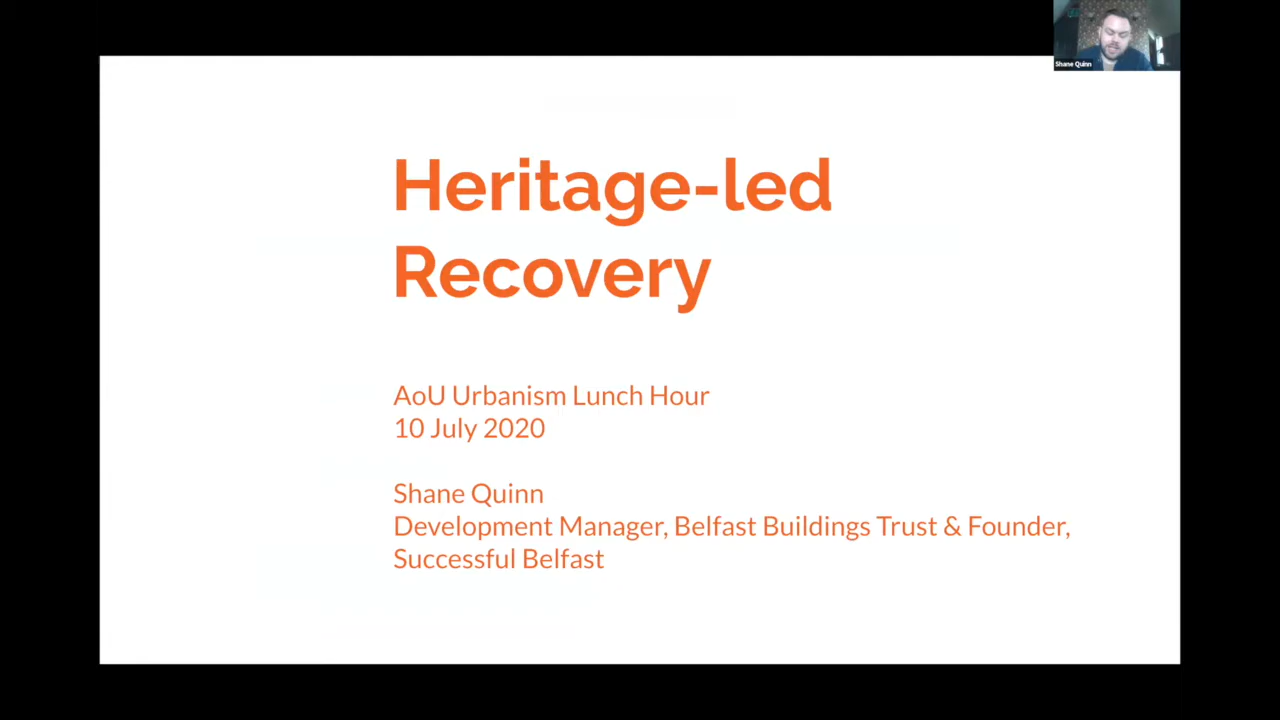 Shane Quinn
Heritage-led
Recovery
AoU Urbanism Lunch Hour
10 July 2020
Shane Quinn
Development Manager, Belfast Buildings Trust & Founder,
Successful Belfast